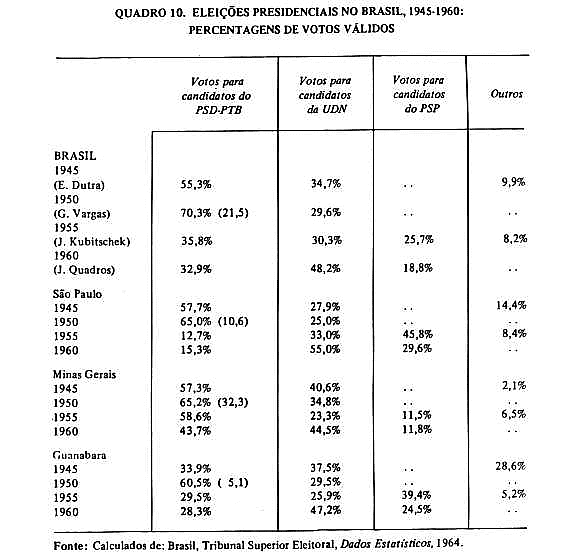 QUADRO 10. ELEIÇÕES PRESIDENCIAIS NO BRASIL, 1945-1960:
PERCENTAGENS DE VOTOS VÁLIDOS
Votos para candidatos do PSD-PTB | Votos para candidatos da UDN | Votos para candidatos do PSP | Outros
BRASIL
1945
(E. Dutra) 55,3% 34,7% . . 9,9%
1950
(G. Vargas) 70,3% (21,5) 29,6% . . . .
1955
(J. Kubitschek) 35,8% 30,3% 25,7% 8,2%
1960
(J. Quadros) 32,9% 48,2% 18,8% . .
São Paulo
1945 57,7% 27,9% . . 14,4%
1950 65,0% (10,6) 25,0% . . . .
1955 12,7% 33,0% 45,8% 8,4%
1960 15,3% 55,0% 29,6% . .
Minas Gerais
1945 57,3% 40,6% . . 2,1%
1950 65,2% (32,3) 34,8% . . . .
1955 58,6% 23,3% 11,5% 6,5%
1960 43,7% 44,5% 11,8% . .
Guanabara
1945 33,9% 37,5% . . 28,6%
1950 60,5% ( 5,1) 29,5% . . . .
1955 29,5% 25,9% 39,4% 5,2%
1960 28,3% 47,2% 24,5% . .
Fonte: Calculados de: Brasil, Tribunal Superior Eleitoral, Dados Estatísticos, 1964.